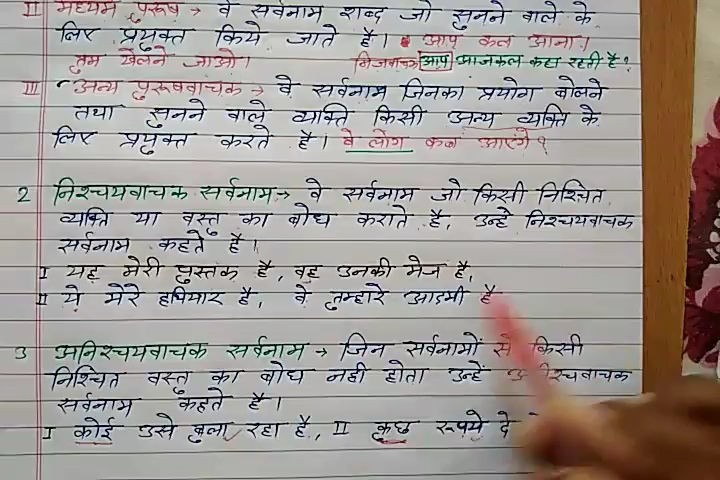 II मध्यम पुरूष → वे सर्वनाम शब्द जो सुनने वाले के
लिए प्रयुक्त किये जाते है। आप कल आना।
तुम खेलने जाओ। निजवाचक आप आजकल कहा रहती है?
III अन्य पुरूषवाचक → वे सर्वनाम जिनका प्रयोग बोलने
तथा सुनने वाले व्यक्ति किसी अन्य व्यक्ति के
लिए प्रयुक्त करते है। वे लोग कब आएंगे?
2 निश्चयवाचक सर्वनाम → वे सर्वनाम जो किसी निश्चित
व्यक्ति या वस्तु का बोध कराते है, उन्हे निश्चयवाचक
सर्वनाम कहते है।
I यह मेरी पुस्तक है, वह उनकी मेज है,
II ये मेरे हथियार है, वे तुम्हारे आदमी है
3 अनिश्चयवाचक सर्वनाम → जिन सर्वनामों से किसी
निश्चित वस्तु का बोध नही होता उन्हें
सर्वनाम कहते है।
I कोई उसे बुला रहा है, II कुछ रूपये दे